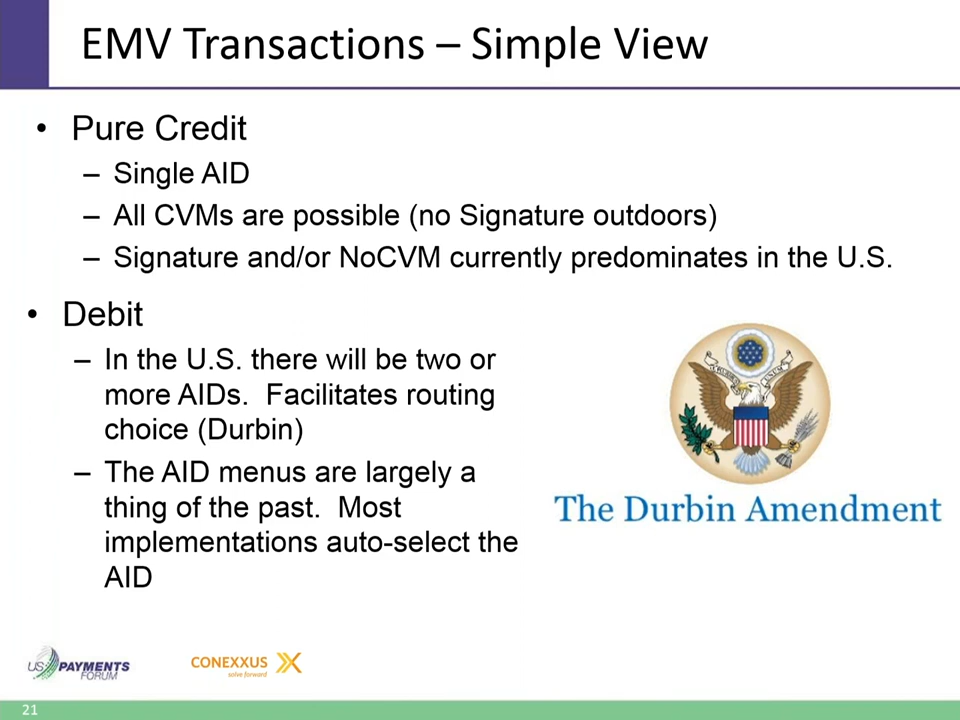 EMV Transactions – Simple View
• Pure Credit
– Single AID
– All CVMs are possible (no Signature outdoors)
– Signature and/or NoCVM currently predominates in the U.S.
• Debit
– In the U.S. there will be two or
more AIDs.  Facilitates routing
choice (Durbin)
– The AID menus are largely a
thing of the past.  Most
implementations auto-select the
AID
The Durbin Amendment
US PAYMENTS
FORUM
CONEXXUS
solve forward
21